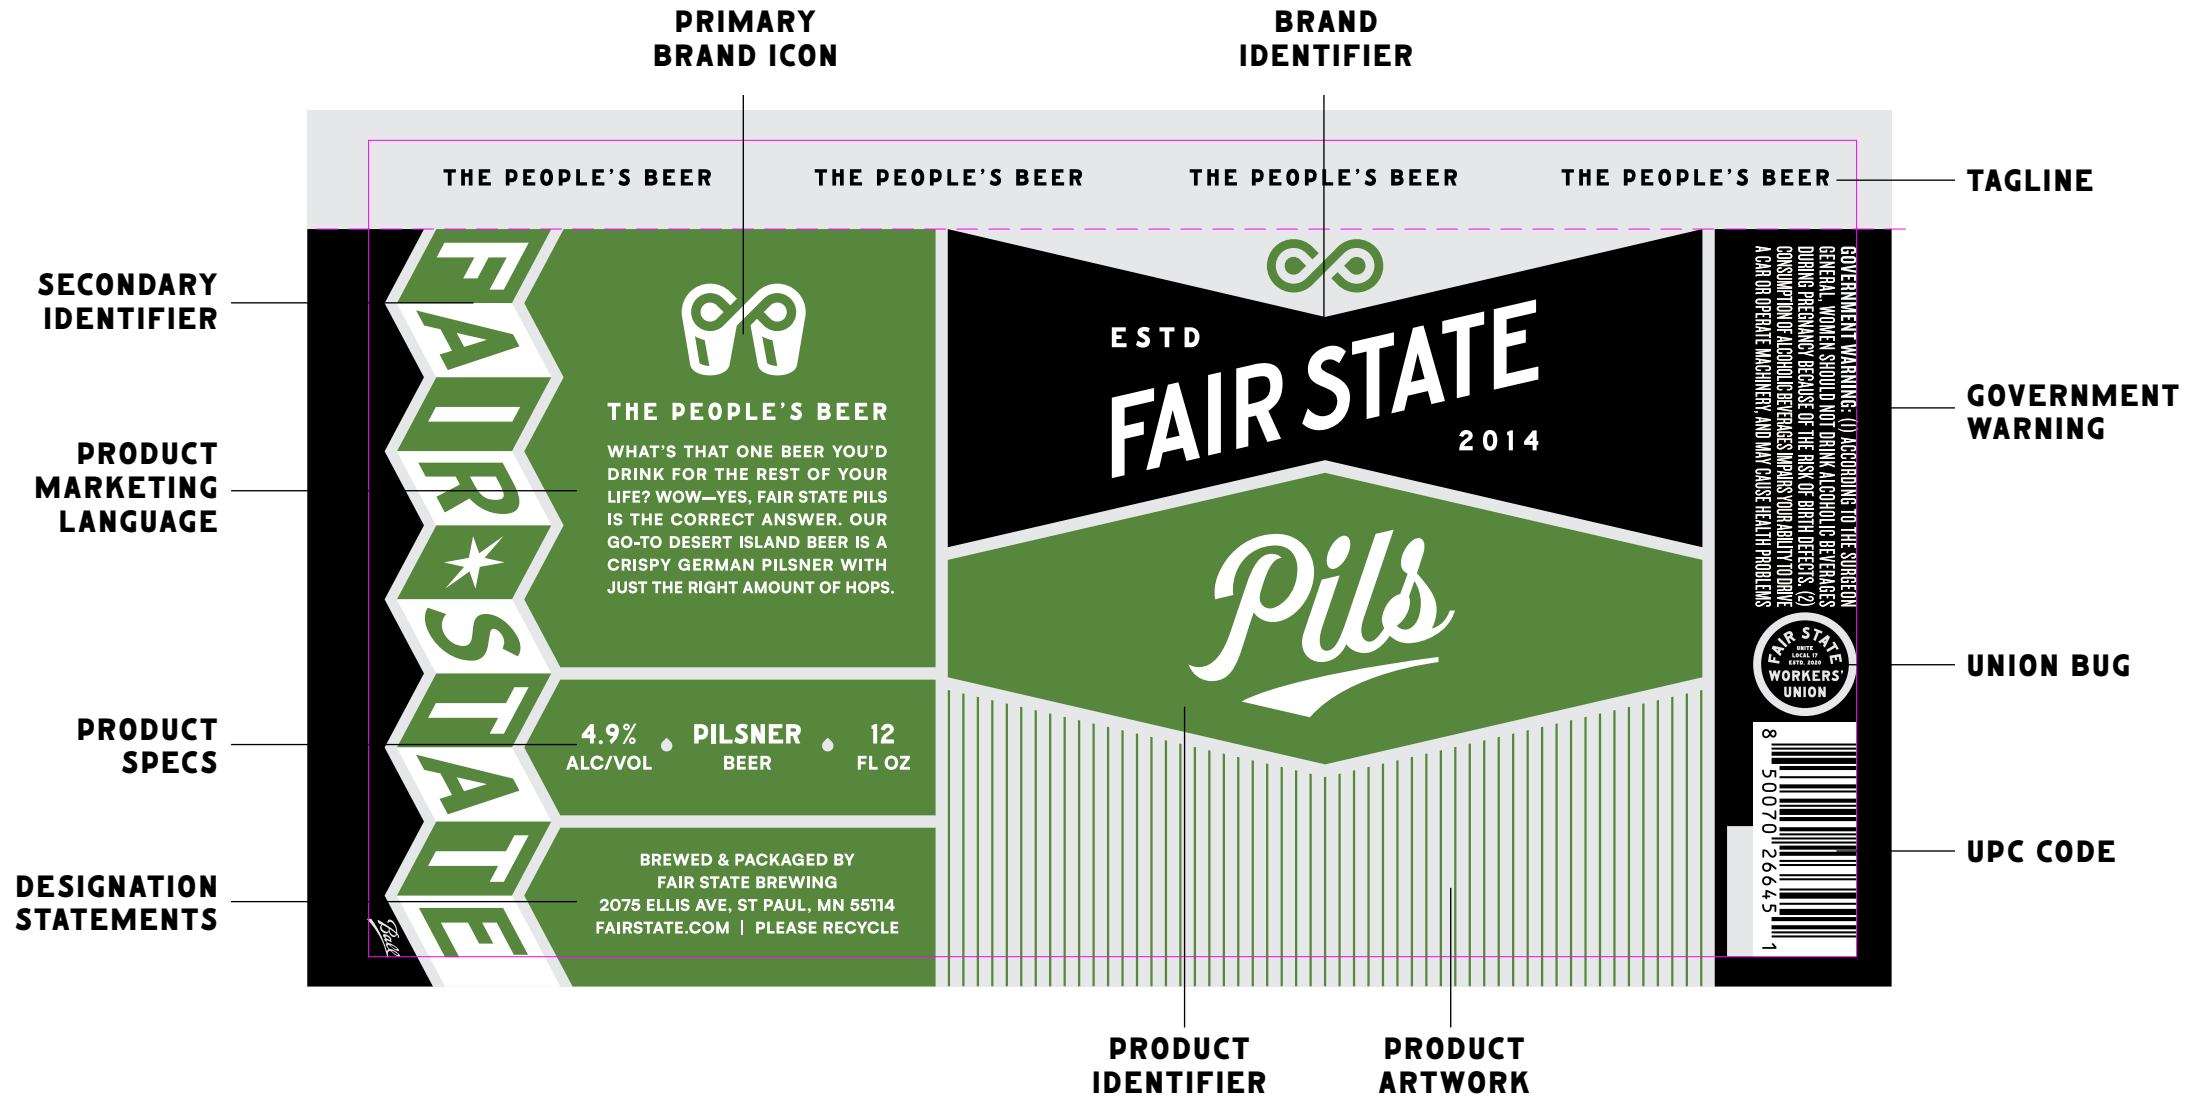 PRIMARY
BRAND ICON
BRAND
IDENTIFIER
THE PEOPLE'S BEER
THE PEOPLE'S BEER
THE PEOPLE'S BEER
THE PEOPLE'S BEER
TAGLINE
SECONDARY
IDENTIFIER
PRODUCT
MARKETING
LANGUAGE
PRODUCT
SPECS
DESIGNATION
STATEMENTS
FAIR STATE
Ball
THE PEOPLE'S BEER
WHAT'S THAT ONE BEER YOU'D
DRINK FOR THE REST OF YOUR
LIFE? WOW—YES, FAIR STATE PILS
IS THE CORRECT ANSWER. OUR
GO-TO DESERT ISLAND BEER IS A
CRISPY GERMAN PILSNER WITH
JUST THE RIGHT AMOUNT OF HOPS.
4.9% PILSNER 12
ALC/VOL BEER FL OZ
BREWED & PACKAGED BY
FAIR STATE BREWING
2075 ELLIS AVE, ST PAUL, MN 55114
FAIRSTATE.COM | PLEASE RECYCLE
ESTD
FAIR STATE
2014
Pils
GOVERNMENT WARNING: (1) ACCORDING TO THE SURGEON
GENERAL, WOMEN SHOULD NOT DRINK ALCOHOLIC BEVERAGES
DURING PREGNANCY BECAUSE OF THE RISK OF BIRTH DEFECTS. (2)
CONSUMPTION OF ALCOHOLIC BEVERAGES IMPAIRS YOUR ABILITY TO DRIVE
A CAR OR OPERATE MACHINERY, AND MAY CAUSE HEALTH PROBLEMS
FAIR STATE
UNITE
LOCAL 17
ESTD. 2020
WORKERS'
UNION
8 50070 26645 1
GOVERNMENT
WARNING
UNION BUG
UPC CODE
PRODUCT
IDENTIFIER
PRODUCT
ARTWORK